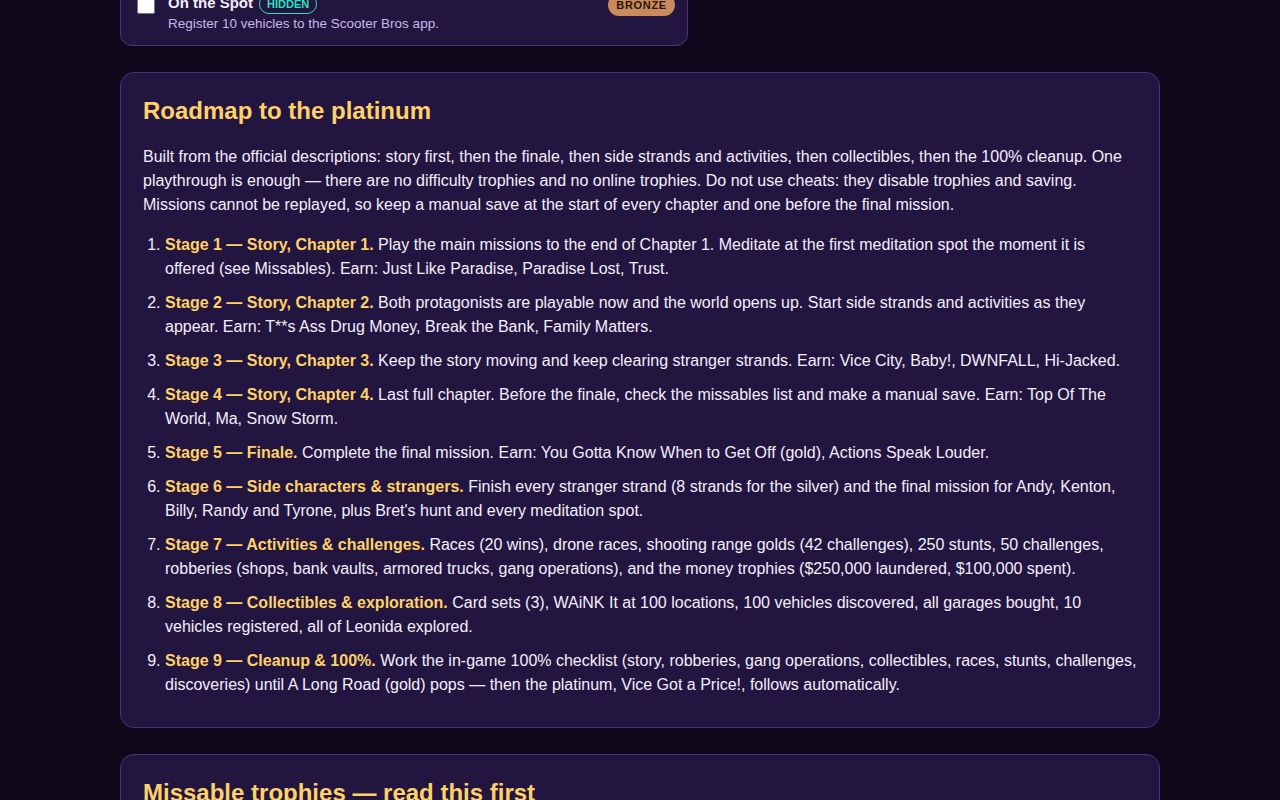 On the Spot HIDDEN
BRONZE
Register 10 vehicles to the Scooter Bros app.
Roadmap to the platinum
Built from the official descriptions: story first, then the finale, then side strands and activities, then collectibles, then the 100% cleanup. One
playthrough is enough — there are no difficulty trophies and no online trophies. Do not use cheats: they disable trophies and saving.
Missions cannot be replayed, so keep a manual save at the start of every chapter and one before the final mission.
1. Stage 1 — Story, Chapter 1. Play the main missions to the end of Chapter 1. Meditate at the first meditation spot the moment it is
offered (see Missables). Earn: Just Like Paradise, Paradise Lost, Trust.
2. Stage 2 — Story, Chapter 2. Both protagonists are playable now and the world opens up. Start side strands and activities as they
appear. Earn: T**s Ass Drug Money, Break the Bank, Family Matters.
3. Stage 3 — Story, Chapter 3. Keep the story moving and keep clearing stranger strands. Earn: Vice City, Baby!, DWNFALL, Hi-Jacked.
4. Stage 4 — Story, Chapter 4. Last full chapter. Before the finale, check the missables list and make a manual save. Earn: Top Of The
World, Ma, Snow Storm.
5. Stage 5 — Finale. Complete the final mission. Earn: You Gotta Know When to Get Off (gold), Actions Speak Louder.
6. Stage 6 — Side characters & strangers. Finish every stranger strand (8 strands for the silver) and the final mission for Andy, Kenton,
Billy, Randy and Tyrone, plus Bret's hunt and every meditation spot.
7. Stage 7 — Activities & challenges. Races (20 wins), drone races, shooting range golds (42 challenges), 250 stunts, 50 challenges,
robberies (shops, bank vaults, armored trucks, gang operations), and the money trophies ($250,000 laundered, $100,000 spent).
8. Stage 8 — Collectibles & exploration. Card sets (3), WAiNK It at 100 locations, 100 vehicles discovered, all garages bought, 10
vehicles registered, all of Leonida explored.
9. Stage 9 — Cleanup & 100%. Work the in-game 100% checklist (story, robberies, gang operations, collectibles, races, stunts, challenges,
discoveries) until A Long Road (gold) pops — then the platinum, Vice Got a Price!, follows automatically.
Missable trophies — read this first